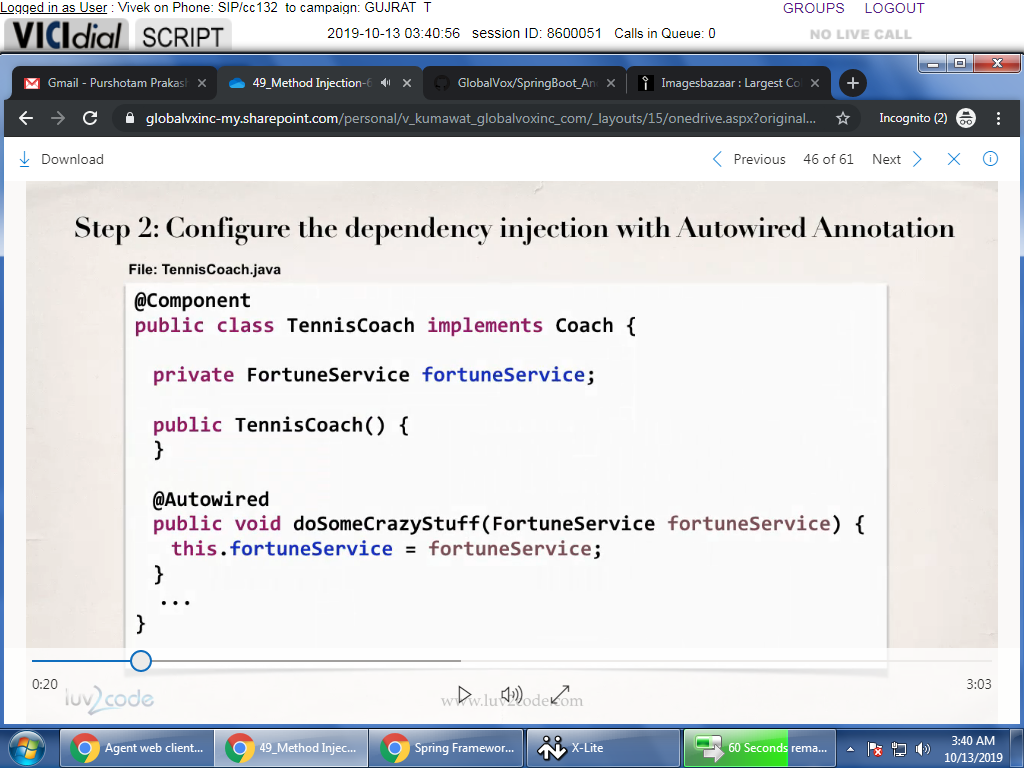 Logged in as User : Vivek on Phone: SIP/cc132 to campaign: GUJRAT_T
GROUPS LOGOUT
VICIdial SCRIPT 2019-10-13 03:40:56 session ID: 8600051 Calls in Queue: 0 NO LIVE CALL
Gmail - Purshotam Prakas 49_Method Injection-6 GlobalVox/SpringBoot_An Imagesbazaar : Largest Co
globalvxinc-my.sharepoint.com/personal/v_kumawat_globalvoxinc_com/_layouts/15/onedrive.aspx?original... Incognito (2)
Download Previous 46 of 61 Next
Step 2: Configure the dependency injection with Autowired Annotation
File: TennisCoach.java
@Component
public class TennisCoach implements Coach {
private FortuneService fortuneService;
public TennisCoach() {
}
@Autowired
public void doSomeCrazyStuff(FortuneService fortuneService) {
this.fortuneService = fortuneService;
}
...
}
0:20 3:03
luv2code www.luv2code.com
Agent web client... 49_Method Injec... Spring Framewor... X-Lite 60 Seconds rema... 3:40 AM
10/13/2019